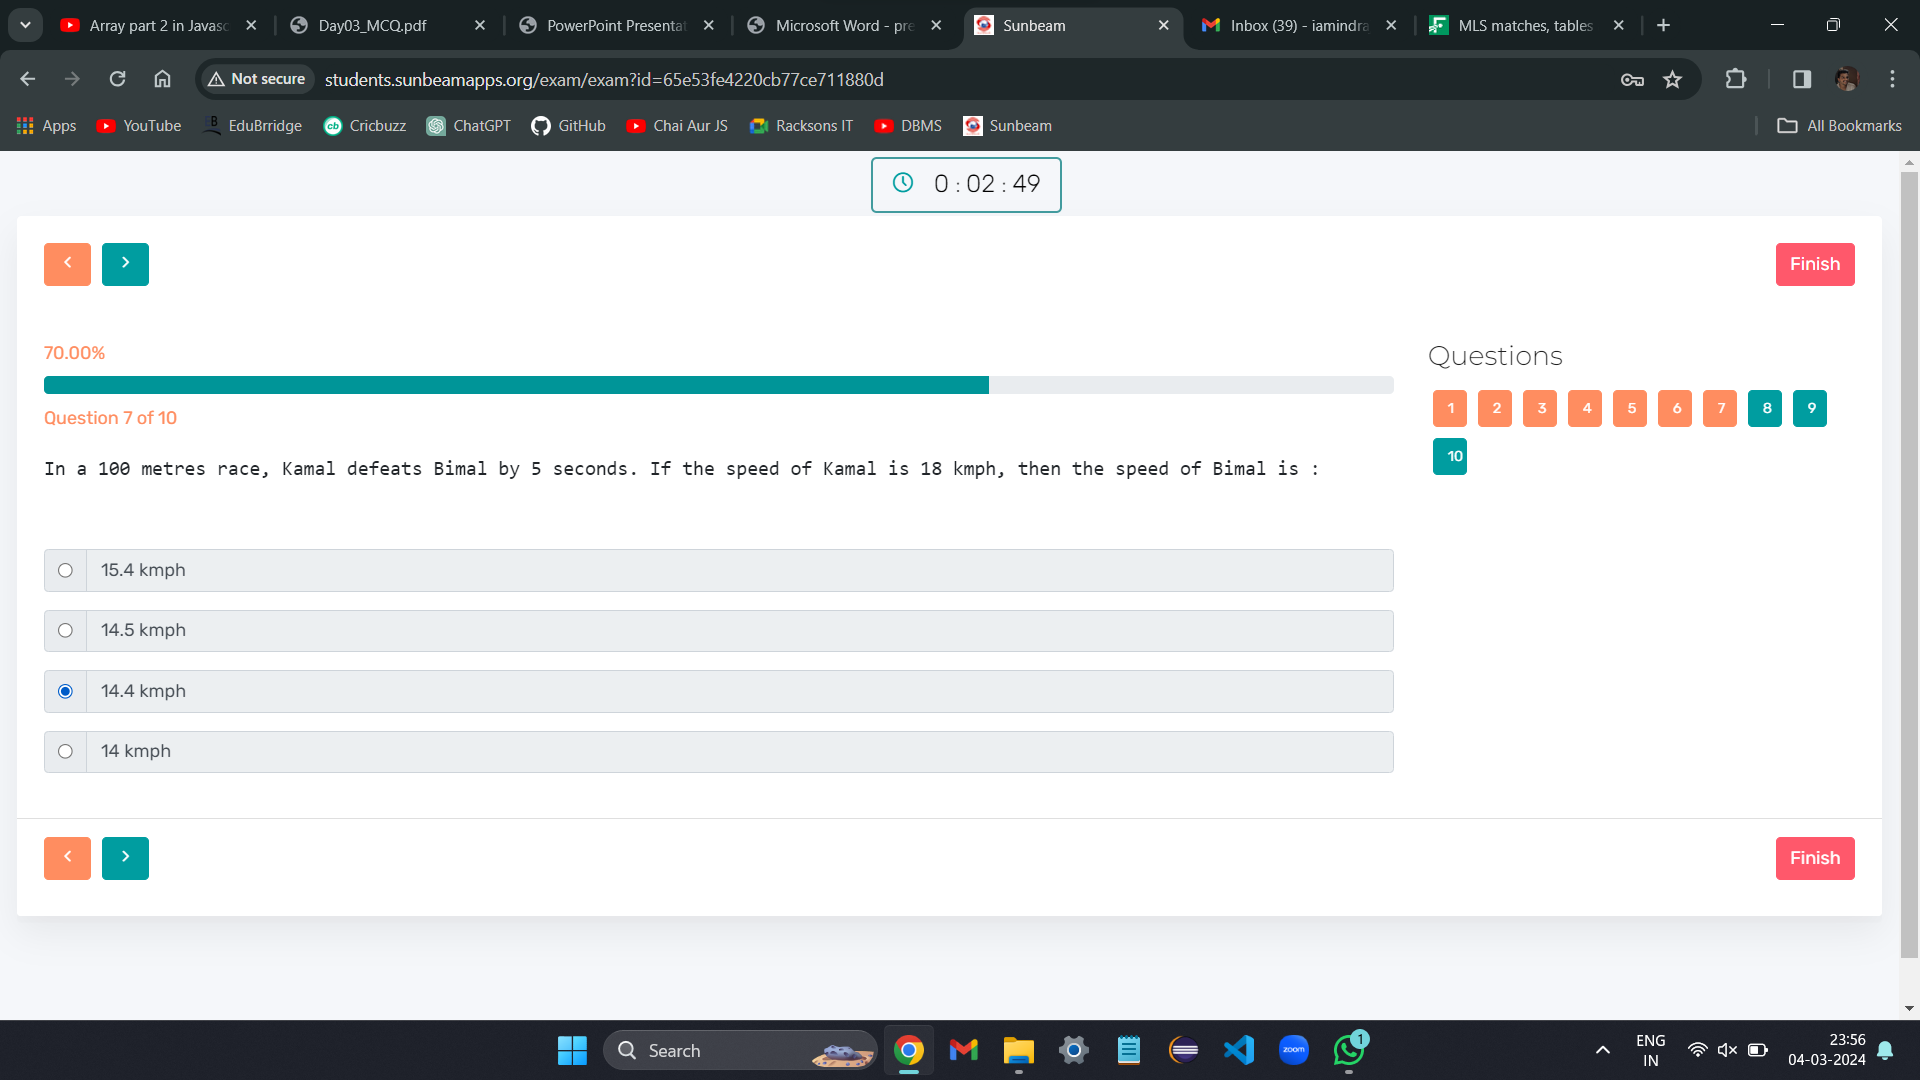 Array part 2 in Javasc
Day03_MCQ.pdf
PowerPoint Presentat
Microsoft Word - pre
Sunbeam
Inbox (39) - iamindra
MLS matches, tables
Not secure
students.sunbeamapps.org/exam/exam?id=65e53fe4220cb77ce711880d
Apps
YouTube
EduBrridge
Cricbuzz
ChatGPT
GitHub
Chai Aur JS
Racksons IT
DBMS
Sunbeam
All Bookmarks
0 : 02 : 49
Finish
70.00%
Question 7 of 10
In a 100 metres race, Kamal defeats Bimal by 5 seconds. If the speed of Kamal is 18 kmph, then the speed of Bimal is :
15.4 kmph
14.5 kmph
14.4 kmph
14 kmph
Questions
1 2 3 4 5 6 7 8 9
10
Finish
Search
zoom
1
ENG
IN
23:56
04-03-2024